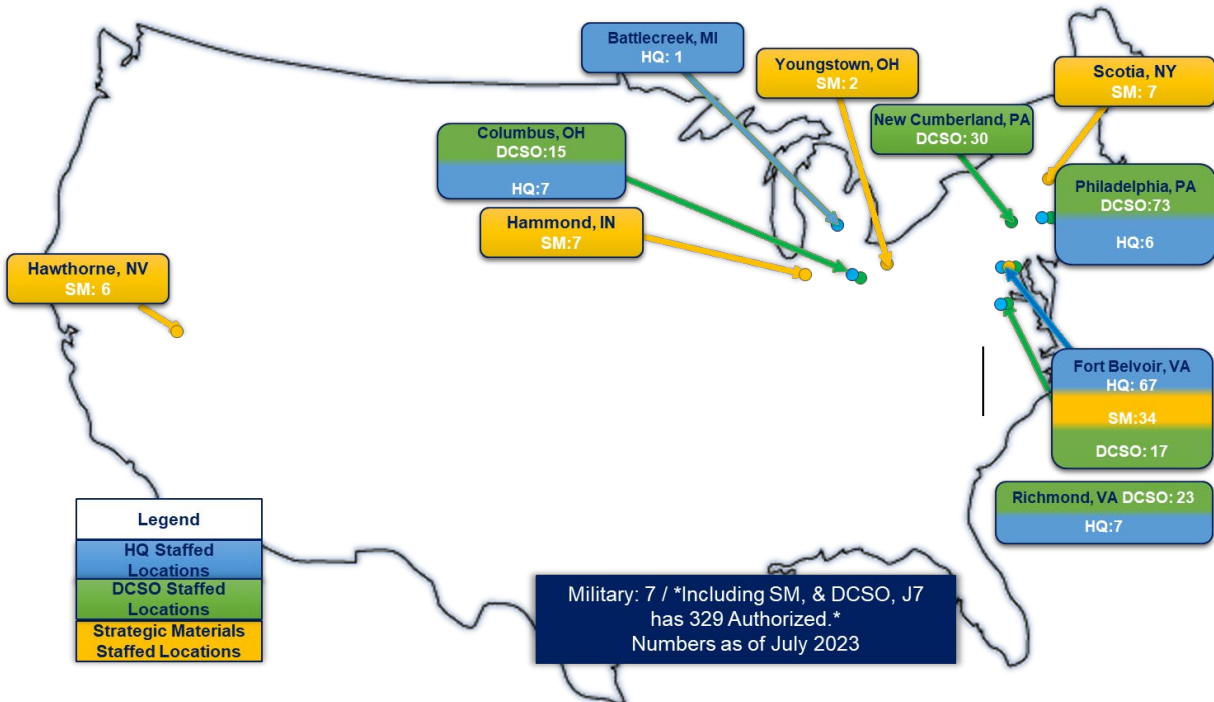 Battlecreek, MI
HQ: 1
Youngstown, OH
SM: 2
Scotia, NY
SM: 7
New Cumberland, PA
DCSO: 30
Columbus, OH
DCSO:15
HQ:7
Philadelphia, PA
DCSO:73
HQ:6
Hammond, IN
SM:7
Hawthorne, NV
SM: 6
Fort Belvoir, VA
HQ: 67
SM:34
DCSO: 17
Richmond, VA DCSO: 23
HQ:7
Legend
HQ Staffed
Locations
DCSO Staffed
Locations
Strategic Materials
Staffed Locations
Military: 7 / *Including SM, & DCSO, J7
has 329 Authorized.*
Numbers as of July 2023